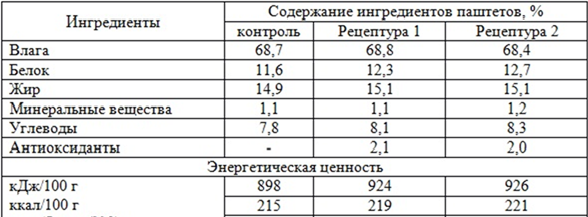 Ингредиенты Содержание ингредиентов паштетов, %
контроль Рецептура 1 Рецептура 2
Влага 68,7 68,8 68,4
Белок 11,6 12,3 12,7
Жир 14,9 15,1 15,1
Минеральные вещества 1,1 1,1 1,2
Углеводы 7,8 8,1 8,3
Антиоксиданты - 2,1 2,0
Энергетическая ценность
кДж/100 г 898 924 926
ккал/100 г 215 219 221